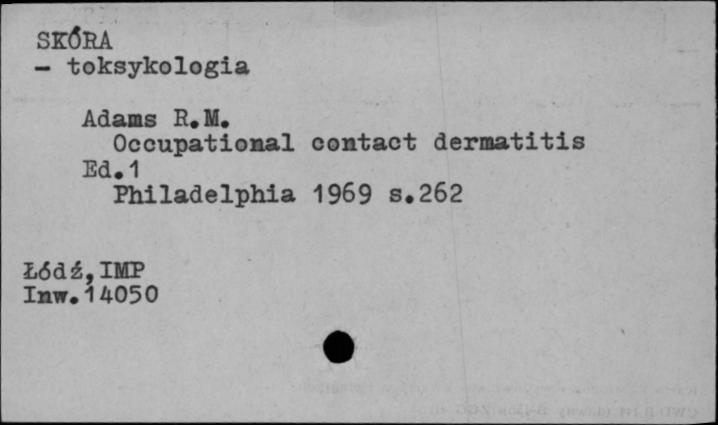 SKÓRA
– toksykologia
Adams R.M.
Occupational contact dermatitis
Ed.1
Philadelphia 1969 s.262
Łódź,IMP
Inw.14050